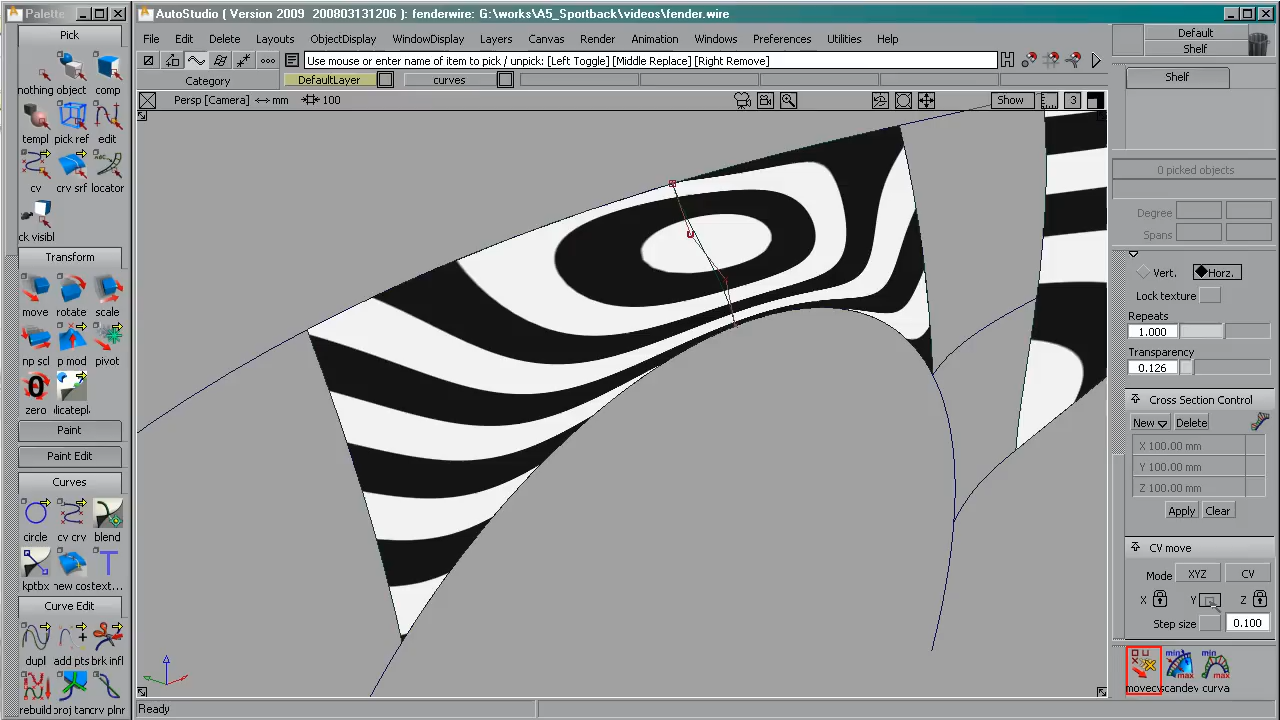 Palette
AutoStudio ( Version 2009 200803131206 ): fender.wire: G:\works\A5_Sportback\videos\fender.wire
Pick
File Edit Delete Layouts ObjectDisplay WindowDisplay Layers Canvas Render Animation Windows Preferences Utilities Help
Default
Shelf
Use mouse or enter name of item to pick / unpick: [Left Toggle] [Middle Replace] [Right Remove]
Category DefaultLayer curves
Shelf
nothing object comp
Persp [Camera] mm 100
Show 3
templ pick ref edit
0 picked objects
cv crv srf locator
Degree
ck visibl
Spans
Transform
Vert. Horz.
Lock texture
move rotate scale
Repeats
1.000
np scl p mod pivot
Transparency
0.126
zero licatepl
Cross Section Control
Paint
New Delete
X 100.00 mm
Paint Edit
Y 100.00 mm
Curves
Z 100.00 mm
Apply Clear
circle cv crv blend
CV move
kptbx new cos text...
Mode XYZ CV
Curve Edit
X Y Z
Step size 0.100
dupl add pts brk infl
movecv scandev curva
rebuild proj tan crv plnr
Ready